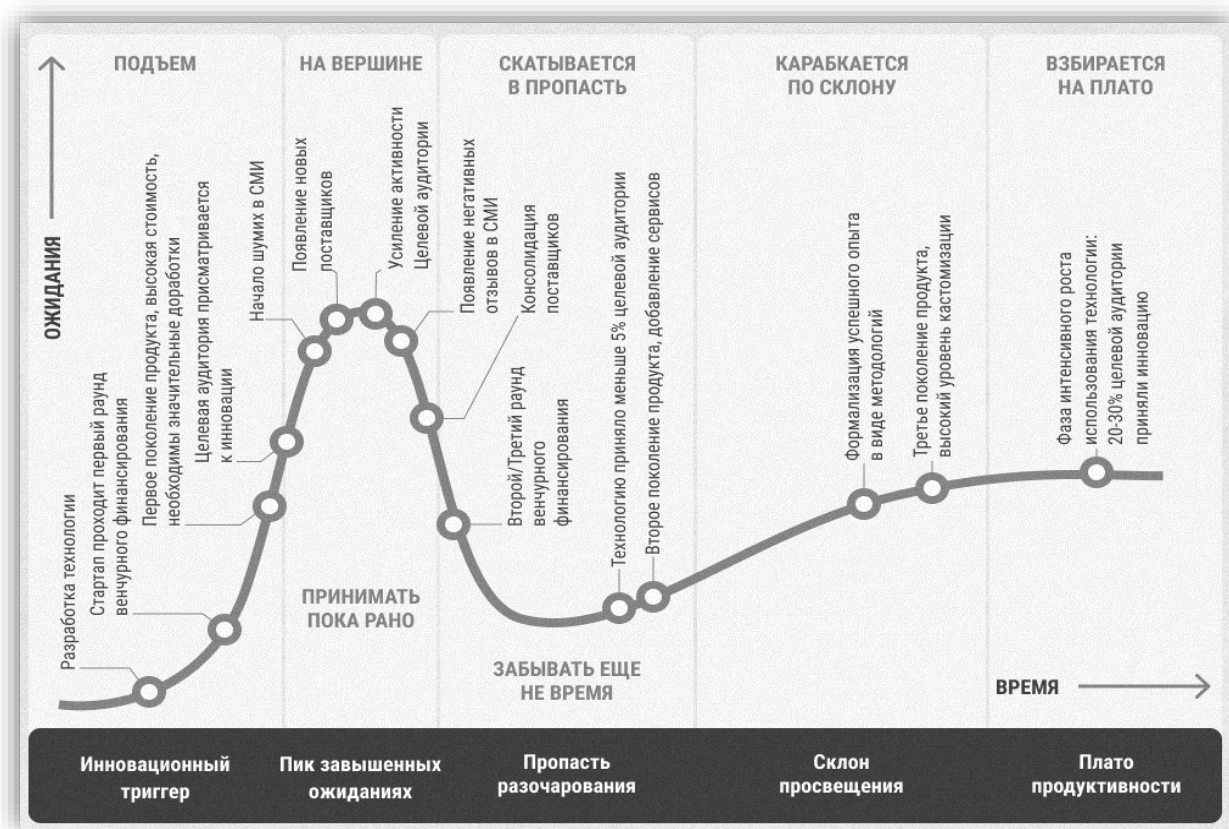 ПОДЪЕМ
НА ВЕРШИНЕ
СКАТЫВАЕТСЯ
В ПРОПАСТЬ
КАРАБКАЕТСЯ
ПО СКЛОНУ
ВЗБИРАЕТСЯ
НА ПЛАТО
ОЖИДАНИЯ
Разработка технологии
Стартап проходит первый раунд
венчурного финансирования
Первое поколение продукта, высокая стоимость,
необходимы значительные доработки
Целевая аудитория присматривается
к инновации
Начало шумих в СМИ
Появление новых
поставщиков
Усиление активности
Целевой аудитории
Появление негативных
отзывов в СМИ
Консолидация
поставщиков
Второй/Третий раунд
венчурного
финансирования
Технологию приняло меньше 5% целевой аудитории
Второе поколение продукта, добавление сервисов
Формализация успешного опыта
в виде методологий
Третье поколение продукта,
высокий уровень кастомизации
Фаза интенсивного роста
использования технологии:
20-30% целевой аудитории
приняли инновацию
ПРИНИМАТЬ
ПОКА РАНО
ЗАБЫВАТЬ ЕЩЕ
НЕ ВРЕМЯ
ВРЕМЯ
Инновационный
триггер
Пик завышенных
ожиданиях
Пропасть
разочарования
Склон
просвещения
Плато
продуктивности